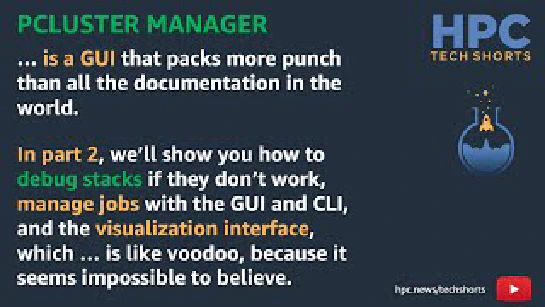 PCLUSTER MANAGER
... is a GUI that packs more punch
than all the documentation in the
world.
In part 2, we'll show you how to
debug stacks if they don't work,
manage jobs with the GUI and CLI,
and the visualization interface,
which ... is like voodoo, because it
seems impossible to believe.
HPC
TECH SHORTS
hpc.news/techshorts